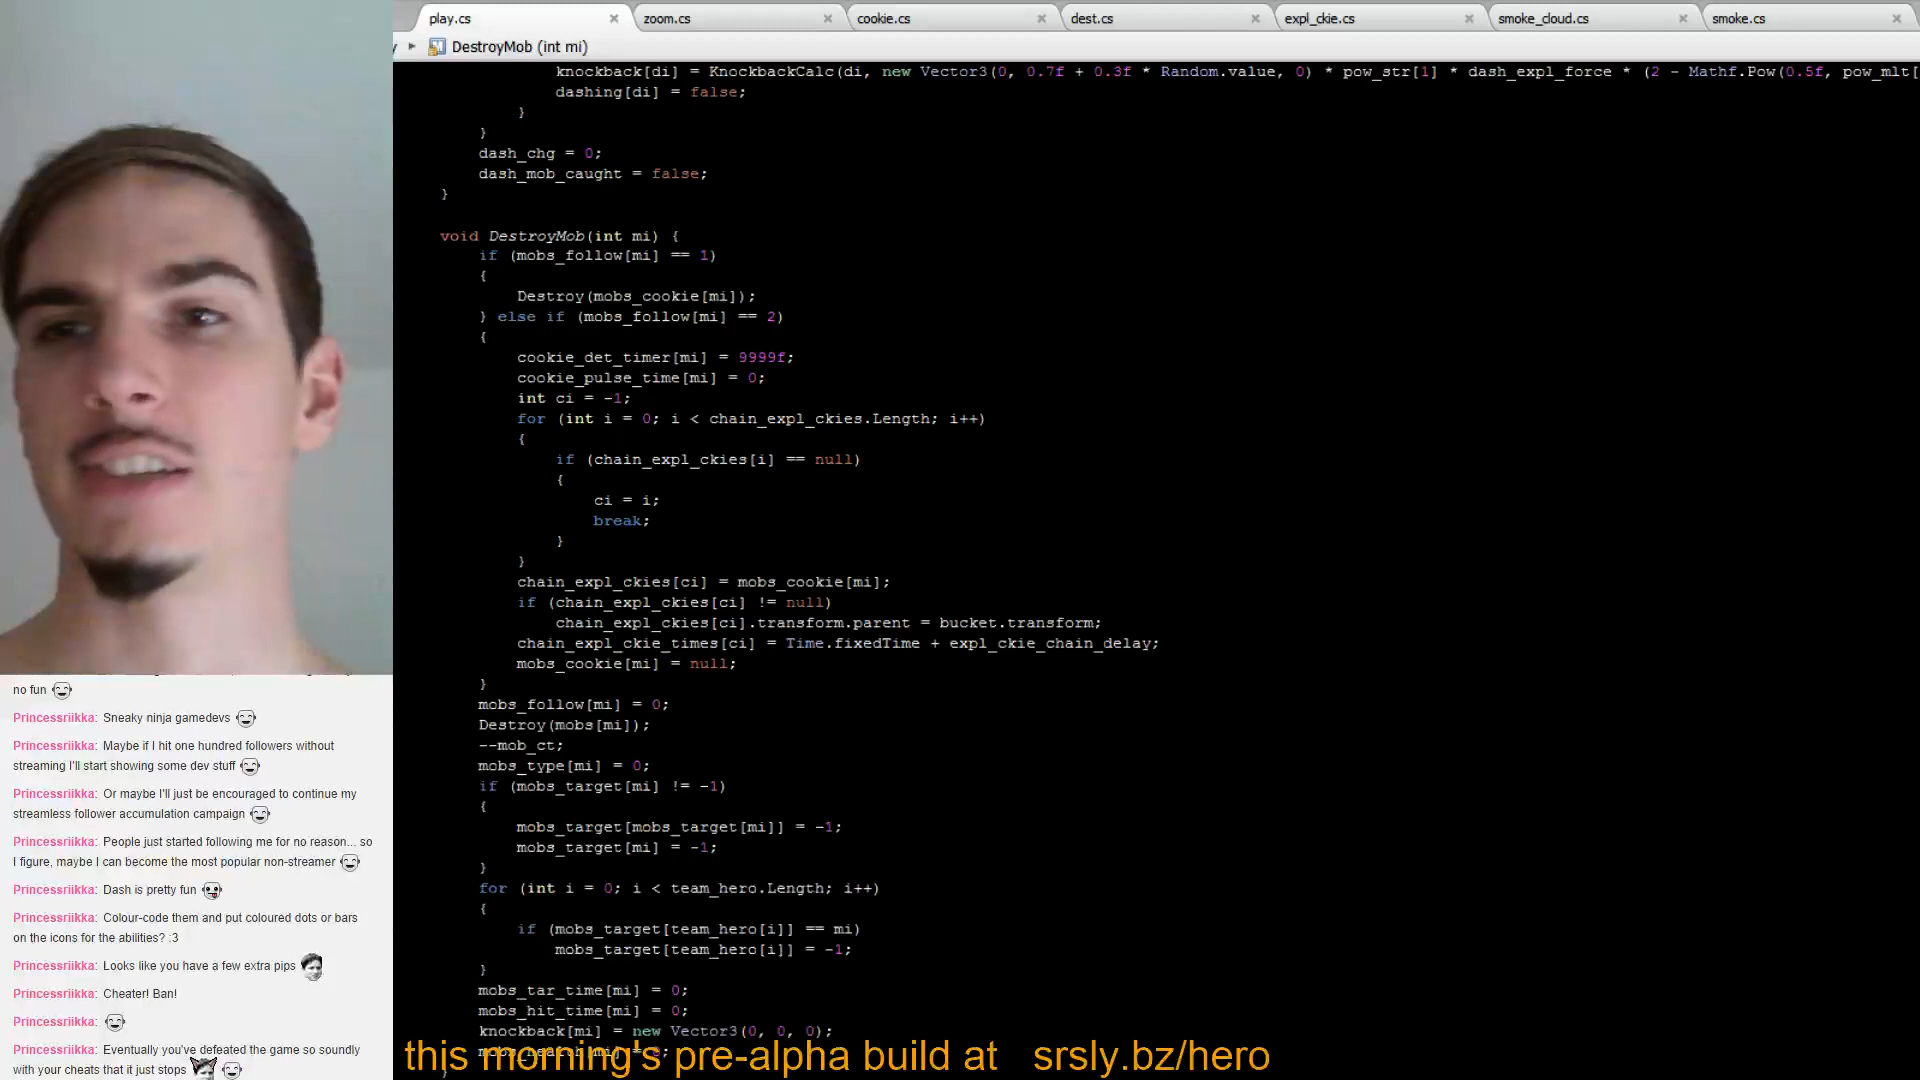 play.cs
zoom.cs
cookie.cs
dest.cs
expl_ckie.cs
smoke_cloud.cs
smoke.cs
DestroyMob (int mi)
knockback[di] = KnockbackCalc(di, new Vector3(0, 0.7f + 0.3f * Random.value, 0) * pow_str[1] * dash_expl_force * (2 - Mathf.Pow(0.5f, pow_mlt[
dashing[di] = false;
}
}
dash_chg = 0;
dash_mob_caught = false;
}
void DestroyMob(int mi) {
if (mobs_follow[mi] == 1)
{
Destroy(mobs_cookie[mi]);
} else if (mobs_follow[mi] == 2)
{
cookie_det_timer[mi] = 9999f;
cookie_pulse_time[mi] = 0;
int ci = -1;
for (int i = 0; i < chain_expl_ckies.Length; i++)
{
if (chain_expl_ckies[i] == null)
{
ci = i;
break;
}
}
chain_expl_ckies[ci] = mobs_cookie[mi];
if (chain_expl_ckies[ci] != null)
chain_expl_ckies[ci].transform.parent = bucket.transform;
chain_expl_ckie_times[ci] = Time.fixedTime + expl_ckie_chain_delay;
mobs_cookie[mi] = null;
}
mobs_follow[mi] = 0;
Destroy(mobs[mi]);
--mob_ct;
mobs_type[mi] = 0;
if (mobs_target[mi] != -1)
{
mobs_target[mobs_target[mi]] = -1;
mobs_target[mi] = -1;
}
for (int i = 0; i < team_hero.Length; i++)
{
if (mobs_target[team_hero[i]] == mi)
mobs_target[team_hero[i]] = -1;
}
mobs_tar_time[mi] = 0;
mobs_hit_time[mi] = 0;
knockback[mi] = new Vector3(0, 0, 0);
this morning's pre-alpha build at srsly.bz/hero
no fun
Princessriikka: Sneaky ninja gamedevs
Princessriikka: Maybe if I hit one hundred followers without
streaming I'll start showing some dev stuff
Princessriikka: Or maybe I'll just be encouraged to continue my
streamless follower accumulation campaign
Princessriikka: People just started following me for no reason... so
I figure, maybe I can become the most popular non-streamer
Princessriikka: Dash is pretty fun
Princessriikka: Colour-code them and put coloured dots or bars
on the icons for the abilities? :3
Princessriikka: Looks like you have a few extra pips
Princessriikka: Cheater! Ban!
Princessriikka:
Princessriikka: Eventually you've defeated the game so soundly
with your cheats that it just stops